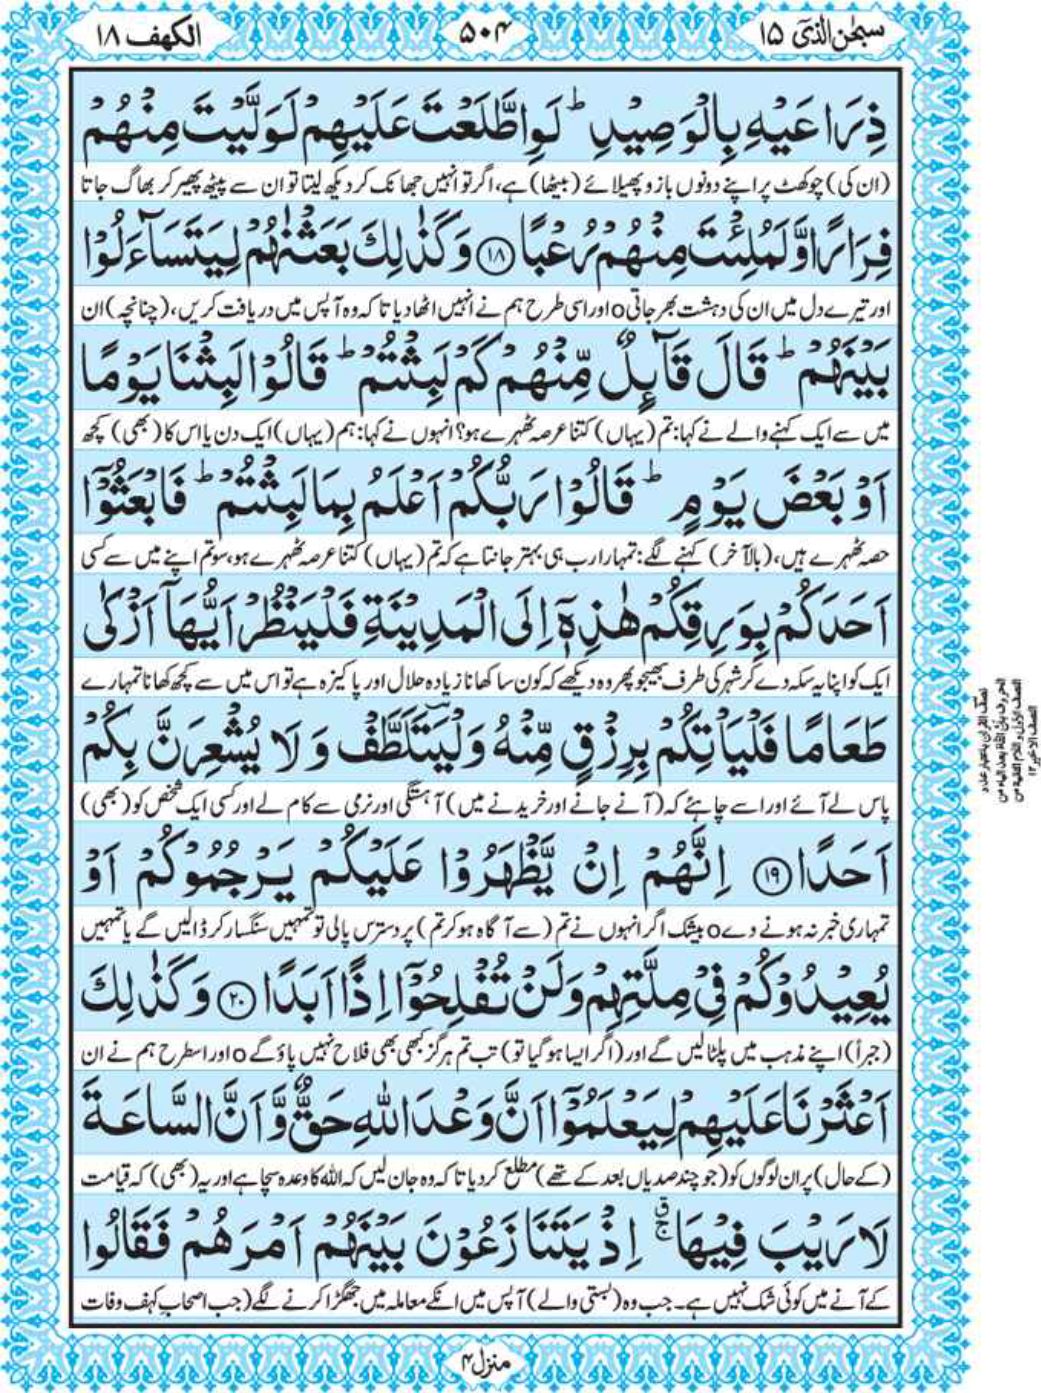 سبحٰن الذیٓ ۱۵
۵۰۴
الکھف ۱۸
ذِرَاعَيْهِ بِالْوَصِيْدِ ؕ لَوِ اطَّلَعْتَ عَلَيْهِمْ لَوَلَّيْتَ مِنْهُمْ
(ان کی) چوکھٹ پر اپنے دونوں بازو پھیلائے (بیٹھا) ہے، اگر تو انہیں جھانک کر دیکھ لیتا تو ان سے پیٹھ پھیر کر بھاگ جاتا
فِرَارًا وَّ لَمُلِئْتَ مِنْهُمْ رُعْبًا ۝۱۸ وَ كَذٰلِكَ بَعَثْنٰهُمْ لِيَتَسَآءَلُوْا
اور تیرے دل میں ان کی دہشت بھر جاتی o اور اسی طرح ہم نے انہیں اٹھا دیا تاکہ وہ آپس میں دریافت کریں، (چنانچہ) ان
بَيْنَهُمْ ؕ قَالَ قَآىِٕلٌ مِّنْهُمْ كَمْ لَبِثْتُمْ ؕ قَالُوْا لَبِثْنَا يَوْمًا
میں سے ایک کہنے والے نے کہا: تم (یہاں) کتنا عرصہ ٹھہرے ہو؟ انہوں نے کہا: ہم (یہاں) ایک دن یا اس کا (بھی) کچھ
اَوْ بَعْضَ يَوْمٍ ؕ قَالُوْا رَبُّكُمْ اَعْلَمُ بِمَا لَبِثْتُمْ ؕ فَابْعَثُوْۤا
حصہ ٹھہرے ہیں، (بالآخر) کہنے لگے: تمہارا رب ہی بہتر جانتا ہے کہ تم (یہاں) کتنا عرصہ ٹھہرے ہو، سو تم اپنے میں سے کسی
اَحَدَكُمْ بِوَرِقِكُمْ هٰذِهٖۤ اِلَى الْمَدِيْنَةِ فَلْيَنْظُرْ اَيُّهَاۤ اَزْكٰى
ایک کو اپنا یہ سکہ دے کر شہر کی طرف بھیجو پھر وہ دیکھے کہ کون سا کھانا زیادہ حلال اور پاکیزہ ہے تو اس میں سے کچھ کھانا تمہارے
طَعَامًا فَلْيَاْتِكُمْ بِرِزْقٍ مِّنْهُ وَ لْيَتَلَطَّفْ وَ لَا يُشْعِرَنَّ بِكُمْ
پاس لے آئے اور اسے چاہئے کہ (آنے جانے اور خریدنے میں) آہستگی اور نرمی سے کام لے اور کسی ایک شخص کو (بھی)
اَحَدًا ۝۱۹ اِنَّهُمْ اِنْ يَّظْهَرُوْا عَلَيْكُمْ يَرْجُمُوْكُمْ اَوْ
تمہاری خبر نہ ہونے دے o بیشک اگر انہوں نے تم (سے آگاہ ہو کر تم) پر دسترس پالی تو تمہیں سنگسار کر ڈالیں گے یا تمہیں
يُعِيْدُوْكُمْ فِيْ مِلَّتِهِمْ وَ لَنْ تُفْلِحُوْۤا اِذًا اَبَدًا ۝۲۰ وَ كَذٰلِكَ
(جبراً) اپنے مذہب میں پلٹا لیں گے اور (اگر ایسا ہو گیا تو) تب تم ہرگز کبھی بھی فلاح نہیں پاؤ گے o اور اسطرح ہم نے ان
اَعْثَرْنَا عَلَيْهِمْ لِيَعْلَمُوْۤا اَنَّ وَعْدَ اللّٰهِ حَقٌّ وَّ اَنَّ السَّاعَةَ
(کے حال) پر ان لوگوں کو (جو چند صدیاں بعد کے تھے) مطلع کر دیا تاکہ وہ جان لیں کہ اللہ کا وعدہ سچا ہے اور یہ (بھی) کہ قیامت
لَا رَيْبَ فِيْهَا ۚۗ اِذْ يَتَنَازَعُوْنَ بَيْنَهُمْ اَمْرَهُمْ فَقَالُوا
کے آنے میں کوئی شک نہیں ہے۔ جب وہ (بستی والے) آپس میں انکے معاملہ میں جھگڑا کرنے لگے (جب اصحابِ کہف وفات
منزل ۴